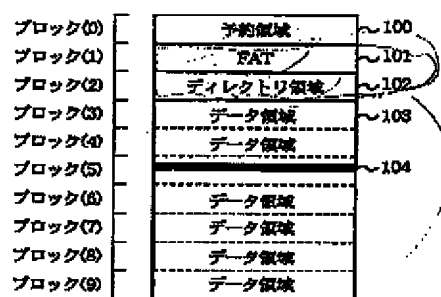 ブロック(0) 予約領域 100
ブロック(1) FAT 101
ブロック(2) ディレクトリ領域 102
ブロック(3) データ領域 103
ブロック(4) データ領域
ブロック(5) 104
ブロック(6) データ領域
ブロック(7) データ領域
ブロック(8) データ領域
ブロック(9) データ領域